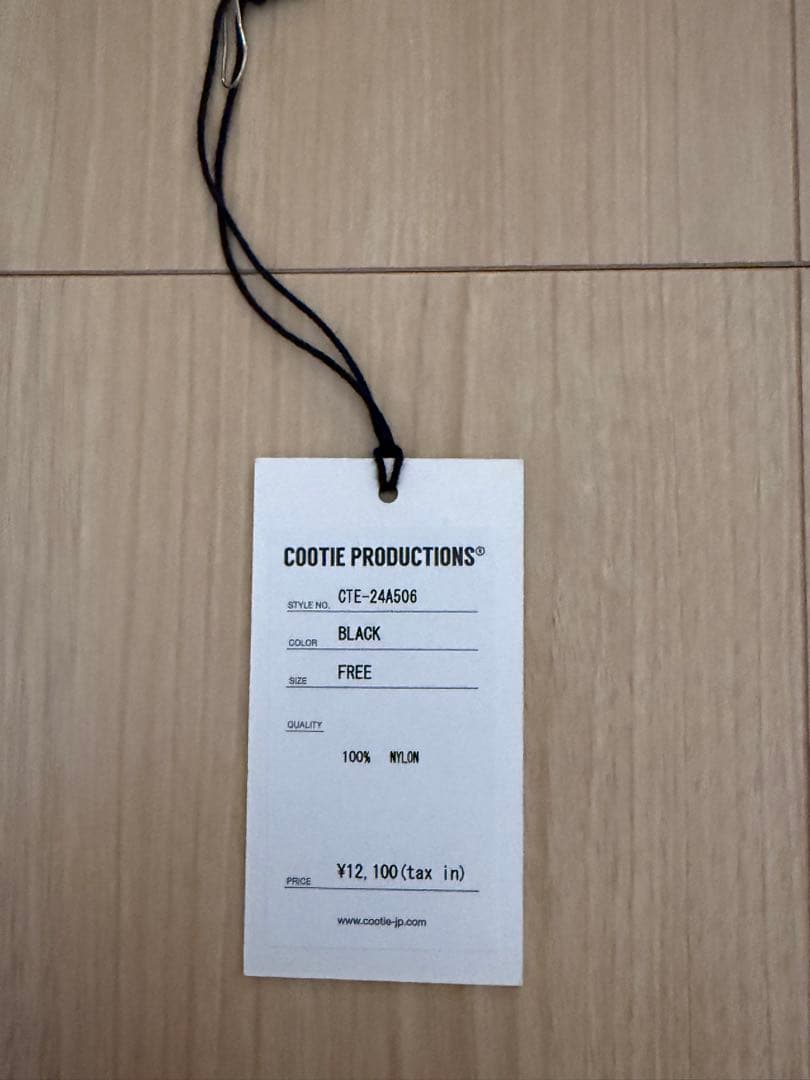 COOTIE PRODUCTIONS®
STYLE NO. CTE-24A506
COLOR BLACK
SIZE FREE
QUALITY
100% NYLON
PRICE ¥12,100(tax in)
www.cootie-jp.com